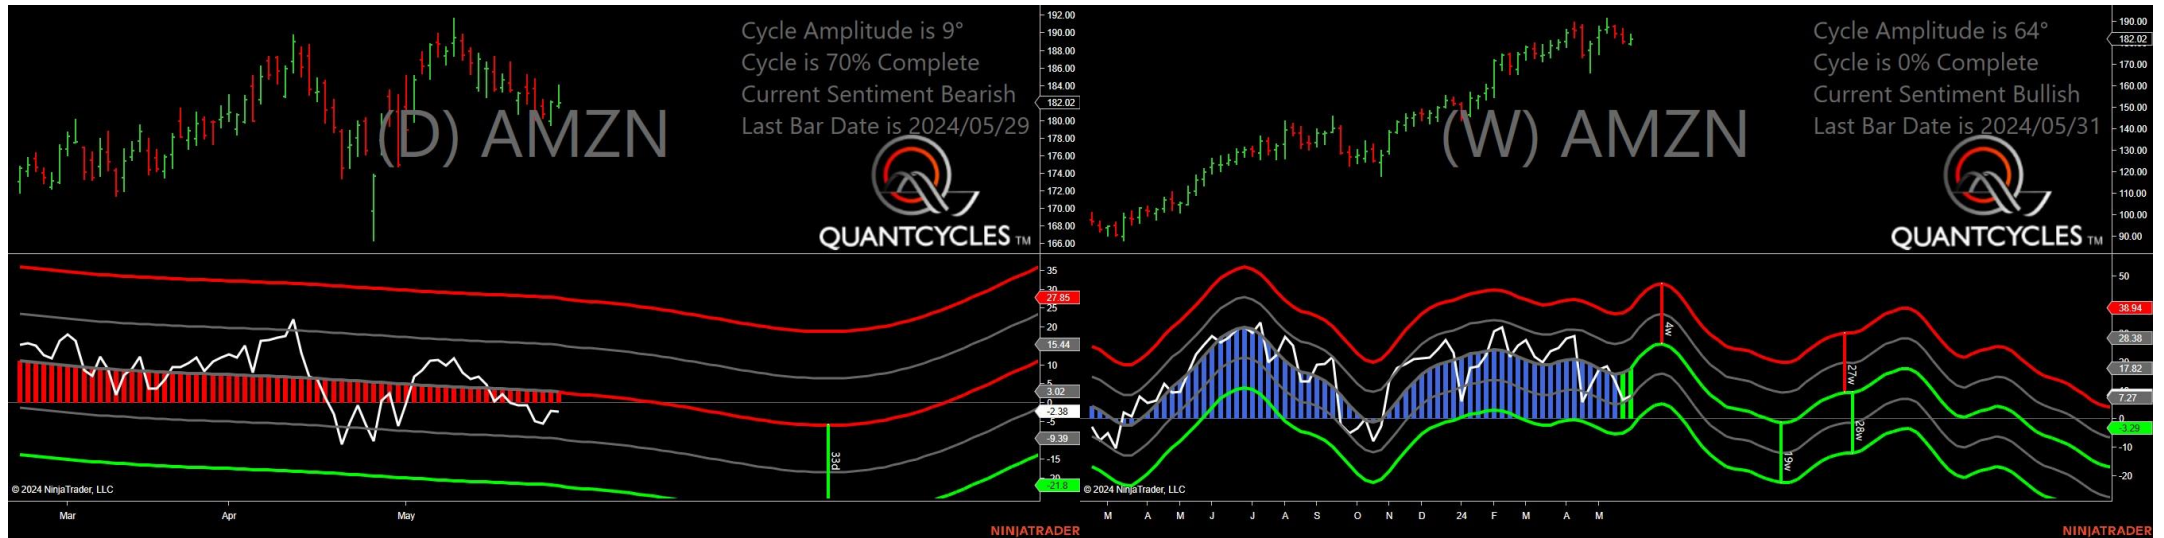 Cycle Amplitude is 9°
Cycle is 70% Complete
Current Sentiment Bearish
Last Bar Date is 2024/05/29
(D) AMZN
QUANTCYCLES TM
192.00
190.00
188.00
186.00
184.00
182.02
180.00
178.00
176.00
174.00
172.00
170.00
168.00
166.00
35
30
27.85
25
20
15.44
10
5
3.02
0
-2.38
-5
-9.39
-15
-21.8
33d
© 2024 NinjaTrader, LLC
Mar Apr May
NINJATRADER
Cycle Amplitude is 64°
Cycle is 0% Complete
Current Sentiment Bullish
Last Bar Date is 2024/05/31
(W) AMZN
QUANTCYCLES TM
190.00
182.02
170.00
160.00
150.00
140.00
130.00
120.00
110.00
100.00
90.00
50
38.94
28.38
17.82
7.27
0
-3.29
-10
-20
4w
27w
28w
19w
© 2024 NinjaTrader, LLC
M A M J J A S O N D 24 F M A M
NINJATRADER